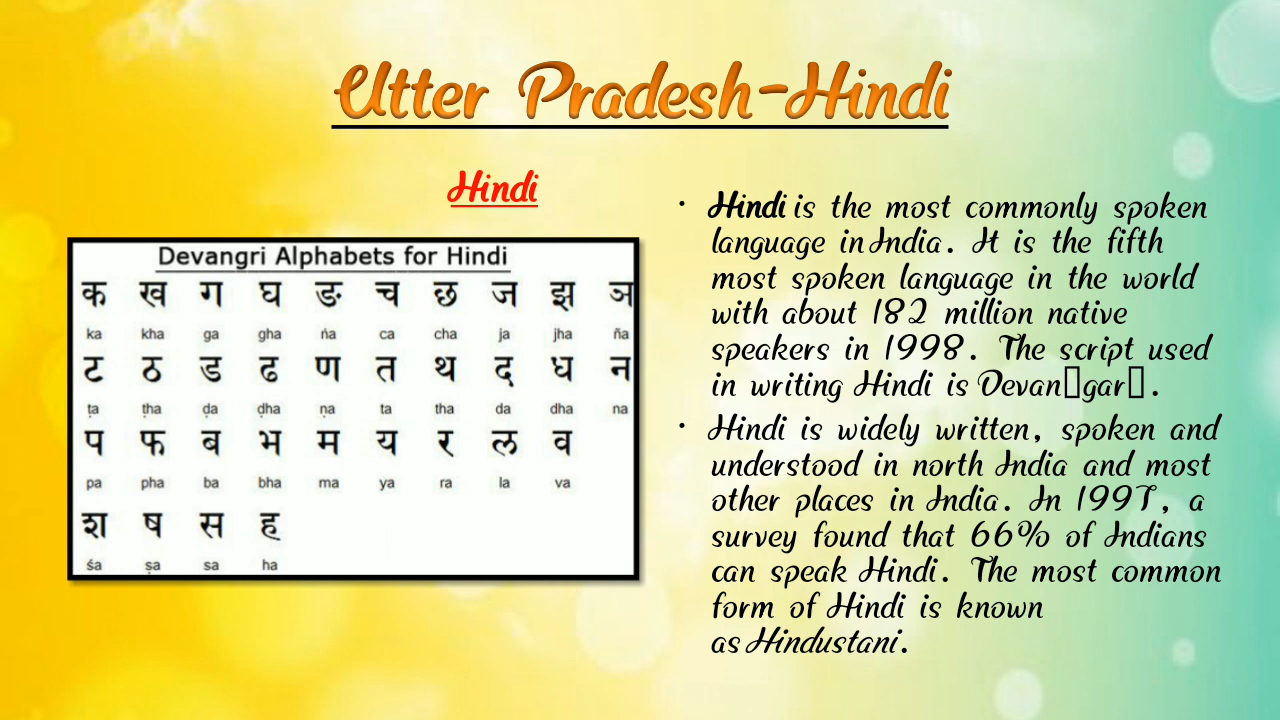 Utter Pradesh-Hindi
Hindi
Devangri Alphabets for Hindi
क ख ग घ ङ च छ ज झ ञ
ka kha ga gha ńa ca cha ja jha ña
ट ठ ड ढ ण त थ द ध न
ṭa ṭha ḍa ḍha ṇa ta tha da dha na
प फ ब भ म य र ल व
pa pha ba bha ma ya ra la va
श ष स ह
śa ṣa sa ha
• Hindi is the most commonly spoken
language in India. It is the fifth
most spoken language in the world
with about 182 million native
speakers in 1998. The script used
in writing Hindi is Devan▯gar▯.
• Hindi is widely written, spoken and
understood in north India and most
other places in India. In 1997, a
survey found that 66% of Indians
can speak Hindi. The most common
form of Hindi is known
as Hindustani.